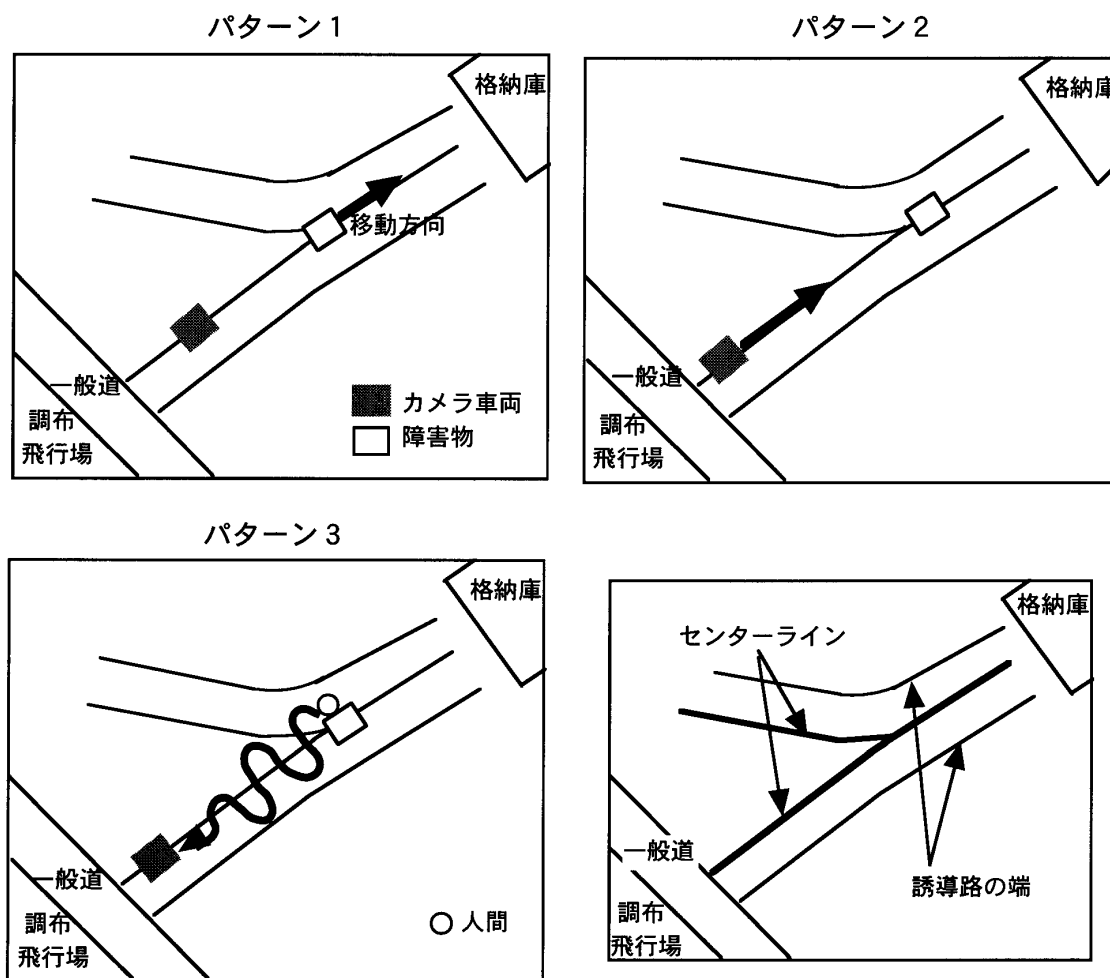 パターン1
格納庫
移動方向
一般道
調布
飛行場
カメラ車両
障害物
パターン2
格納庫
一般道
調布
飛行場
パターン3
格納庫
一般道
調布
飛行場
人間
格納庫
センターライン
一般道
誘導路の端
調布
飛行場